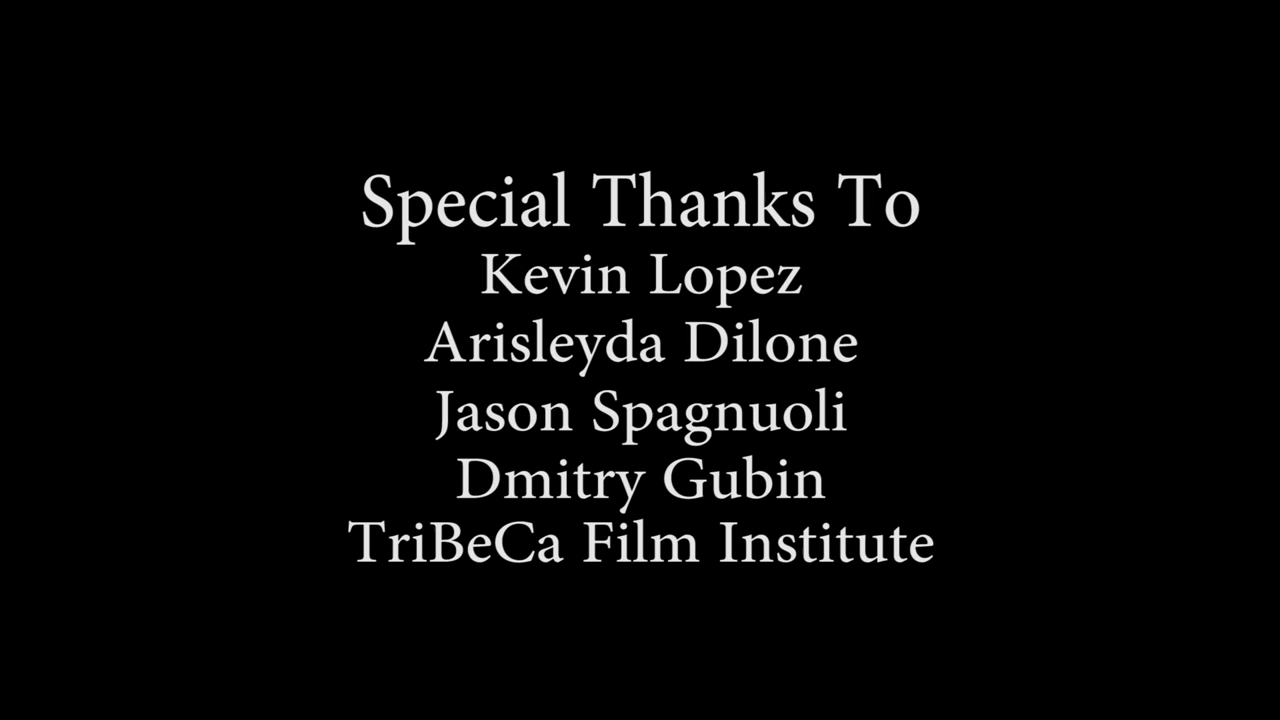 Special Thanks To
Kevin Lopez
Arisleyda Dilone
Jason Spagnuoli
Dmitry Gubin
TriBeCa Film Institute